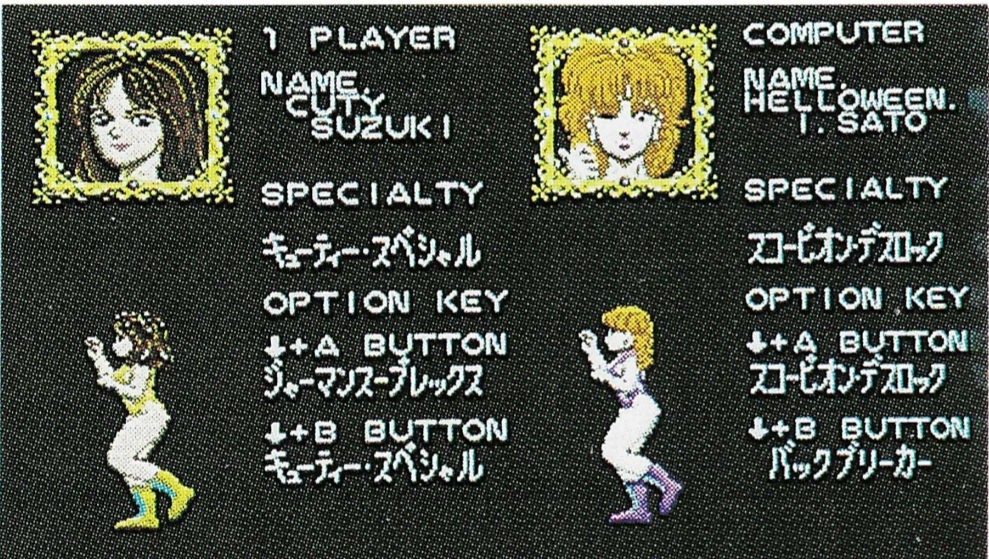 1 PLAYER
NAME.
CUTY
SUZUKI
SPECIALTY
キューティー・スペシャル
OPTION KEY
↓+A BUTTON
ジャーマンスープレックス
↓+B BUTTON
キューティー・スペシャル
COMPUTER
NAME.
HELLOWEEN.
I. SATO
SPECIALTY
スコーピオン・デスロック
OPTION KEY
↓+A BUTTON
スコーピオン・デスロック
↓+B BUTTON
バックブリーカー